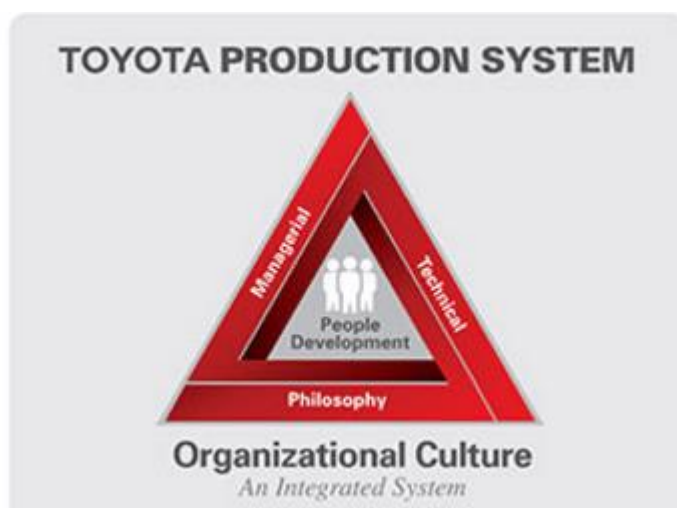 TOYOTA PRODUCTION SYSTEM
Managerial
Technical
People
Development
Philosophy
Organizational Culture
An Integrated System